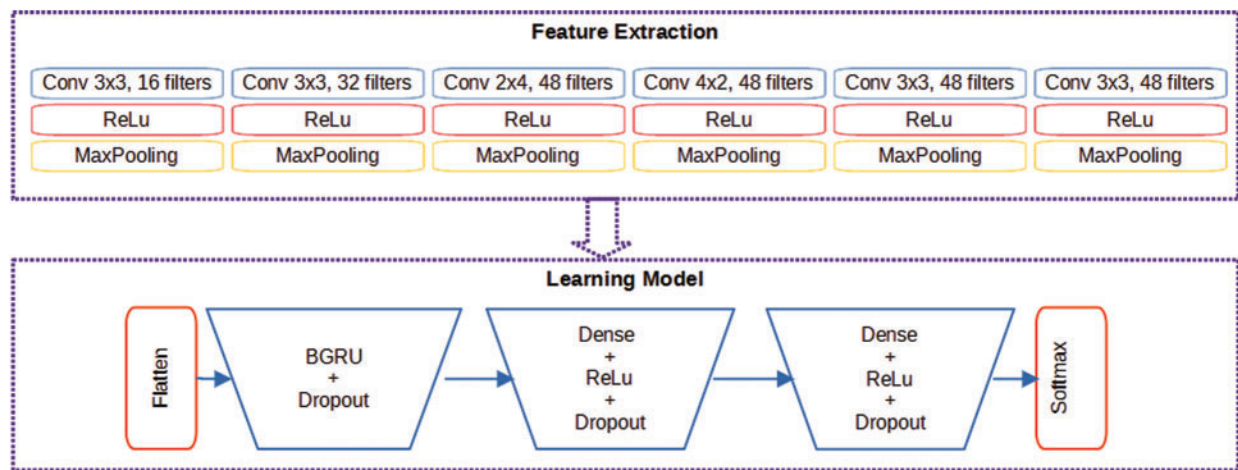 Feature Extraction
Conv 3x3, 16 filters
Conv 3x3, 32 filters
Conv 2x4, 48 filters
Conv 4x2, 48 filters
Conv 3x3, 48 filters
Conv 3x3, 48 filters
ReLu
ReLu
ReLu
ReLu
ReLu
ReLu
MaxPooling
MaxPooling
MaxPooling
MaxPooling
MaxPooling
MaxPooling
Learning Model
Flatten
BGRU
+
Dropout
Dense
+
ReLu
+
Dropout
Dense
+
ReLu
+
Dropout
Softmax